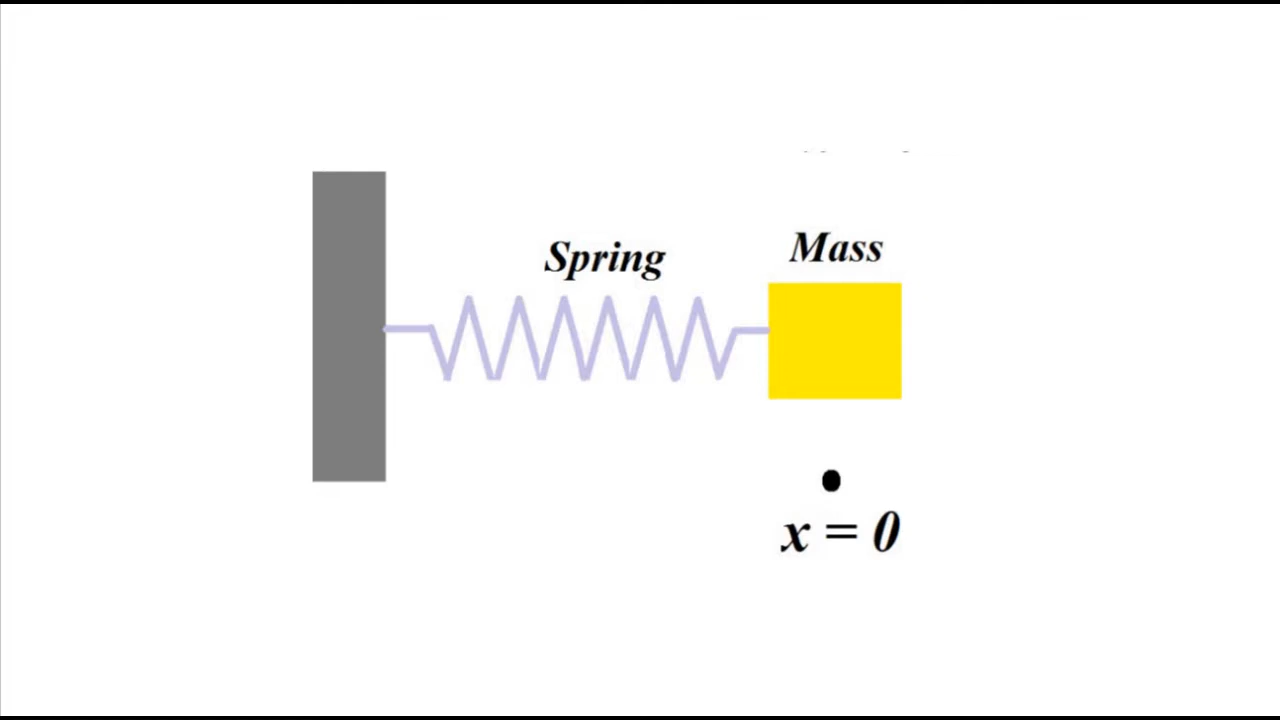 Spring
Mass
x = 0